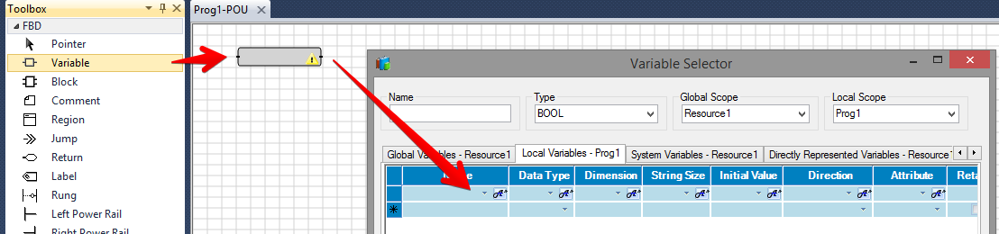 Toolbox
FBD
Pointer
Variable
Block
Comment
Region
Jump
Return
Label
Rung
Left Power Rail
Right Power Rail
Prog1-POU
Variable Selector
Name
Type
Global Scope
Local Scope
BOOL
Resource1
Prog1
Global Variables - Resource1
Local Variables - Prog1
System Variables - Resource1
Directly Represented Variables - Resource
Data Type
Dimension
String Size
Initial Value
Direction
Attribute
Reta